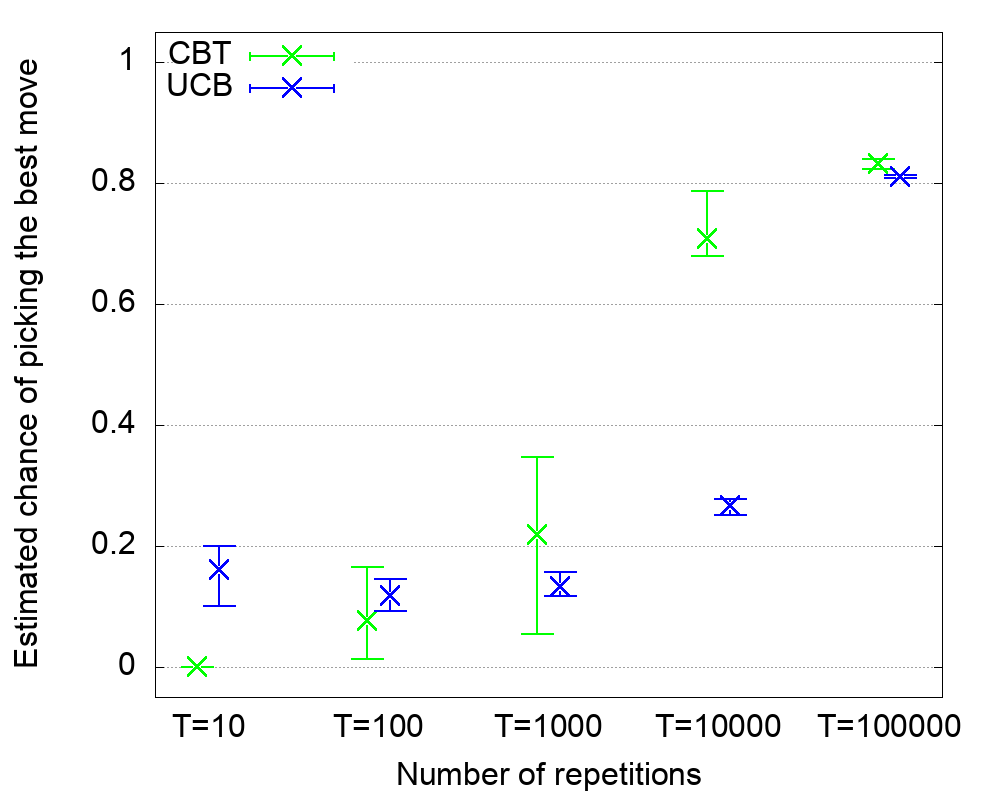 Estimated chance of picking the best move
CBT
UCB
1
0.8
0.6
0.4
0.2
0
T=10 T=100 T=1000 T=10000 T=100000
Number of repetitions